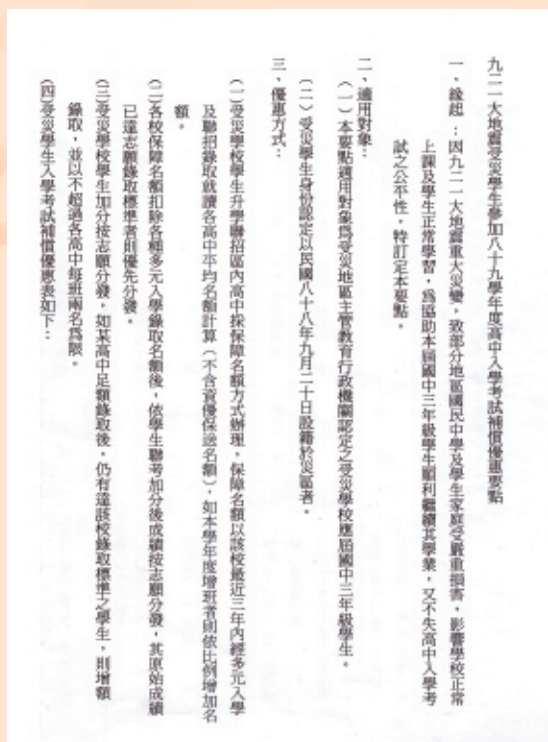 九二一大地震受災學生參加八十九學年度高中入學考試補償優惠要點
一、緣起：因九二一大地震重大災變，致部分地區國民中學及學生家庭受嚴重損害，影響學校正常
上課及學生正常學習，爲協助本屆國中三年級學生順利繼續其學業，又不失高中入學考
試之公平性，特訂定本要點。
二、適用對象：
(一)本要點適用對象爲受災地區主管教育行政機關認定之受災學校應屆國中三年級學生。
(二)受災學生身份認定以民國八十八年九月二十日設籍於災區者。
三、優惠方式：
(一)受災學校學生升學聯招區內高中採保障名額方式辦理，保障名額以該校最近三年內經多元入學
及聯招錄取就讀各高中平均名額計算（不含資優保送名額），如本學年度增班者則依比例增加名
額。
(二)各校保障名額扣除各種多元入學錄取名額後，依學生聯考加分後成績按志願分發，其原始成績
已達志願錄取標準者則優先分發。
(三)受災學校學生加分按志願分發，如某高中足額錄取後，仍有達該校錄取標準之學生，則增額
錄取，並以不超過各高中每班兩名爲限。
(四)受災學生入學考試補償優惠表如下：